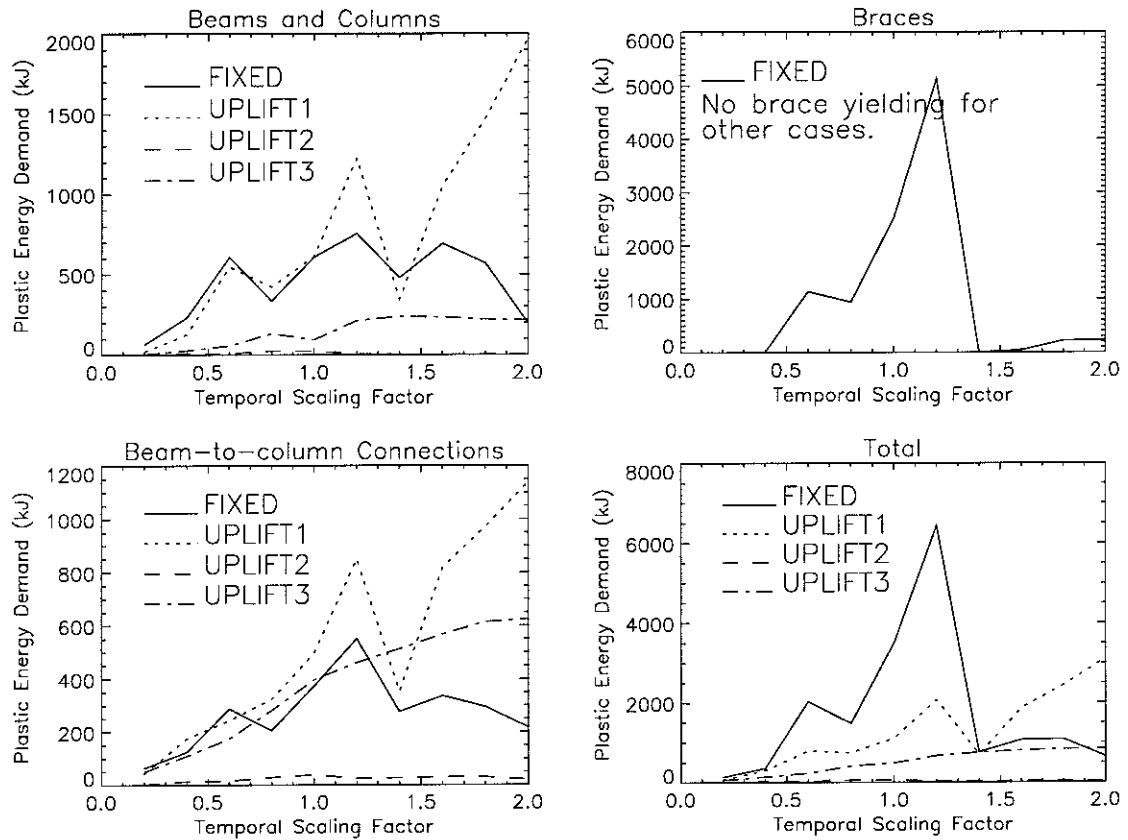 Beams and Columns
Plastic Energy Demand (kJ)
2000
1500
1000
500
0
FIXED
UPLIFT1
UPLIFT2
UPLIFT3
0.0 0.5 1.0 1.5 2.0
Temporal Scaling Factor
Braces
Plastic Energy Demand (kJ)
6000
5000
4000
3000
2000
1000
0
FIXED
No brace yielding for
other cases.
0.0 0.5 1.0 1.5 2.0
Temporal Scaling Factor
Beam-to-column Connections
Plastic Energy Demand (kJ)
1200
1000
800
600
400
200
0
FIXED
UPLIFT1
UPLIFT2
UPLIFT3
0.0 0.5 1.0 1.5 2.0
Temporal Scaling Factor
Total
Plastic Energy Demand (kJ)
8000
6000
4000
2000
0
FIXED
UPLIFT1
UPLIFT2
UPLIFT3
0.0 0.5 1.0 1.5 2.0
Temporal Scaling Factor